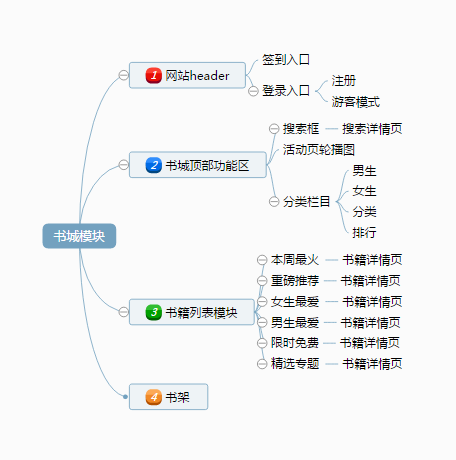 书城模块
1 网站header
签到入口
登录入口
注册
游客模式
2 书城顶部功能区
搜索框
搜索详情页
活动页轮播图
分类栏目
男生
女生
分类
排行
3 书籍列表模块
本周最火
书籍详情页
重磅推荐
书籍详情页
女生最爱
书籍详情页
男生最爱
书籍详情页
限时免费
书籍详情页
精选专题
书籍详情页
4 书架